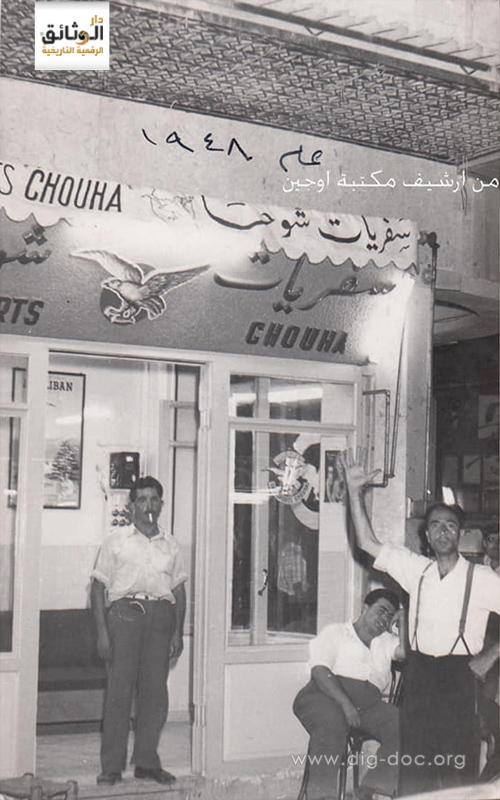 دار
الوثائق
الرقمية التاريخية
عام ١٩٤٨
من ارشيف مكتبة اوجين
TS CHOUHA
سفريات شوحا
سفريات
RTS
CHOUHA
LIBAN
www.dig-doc.org